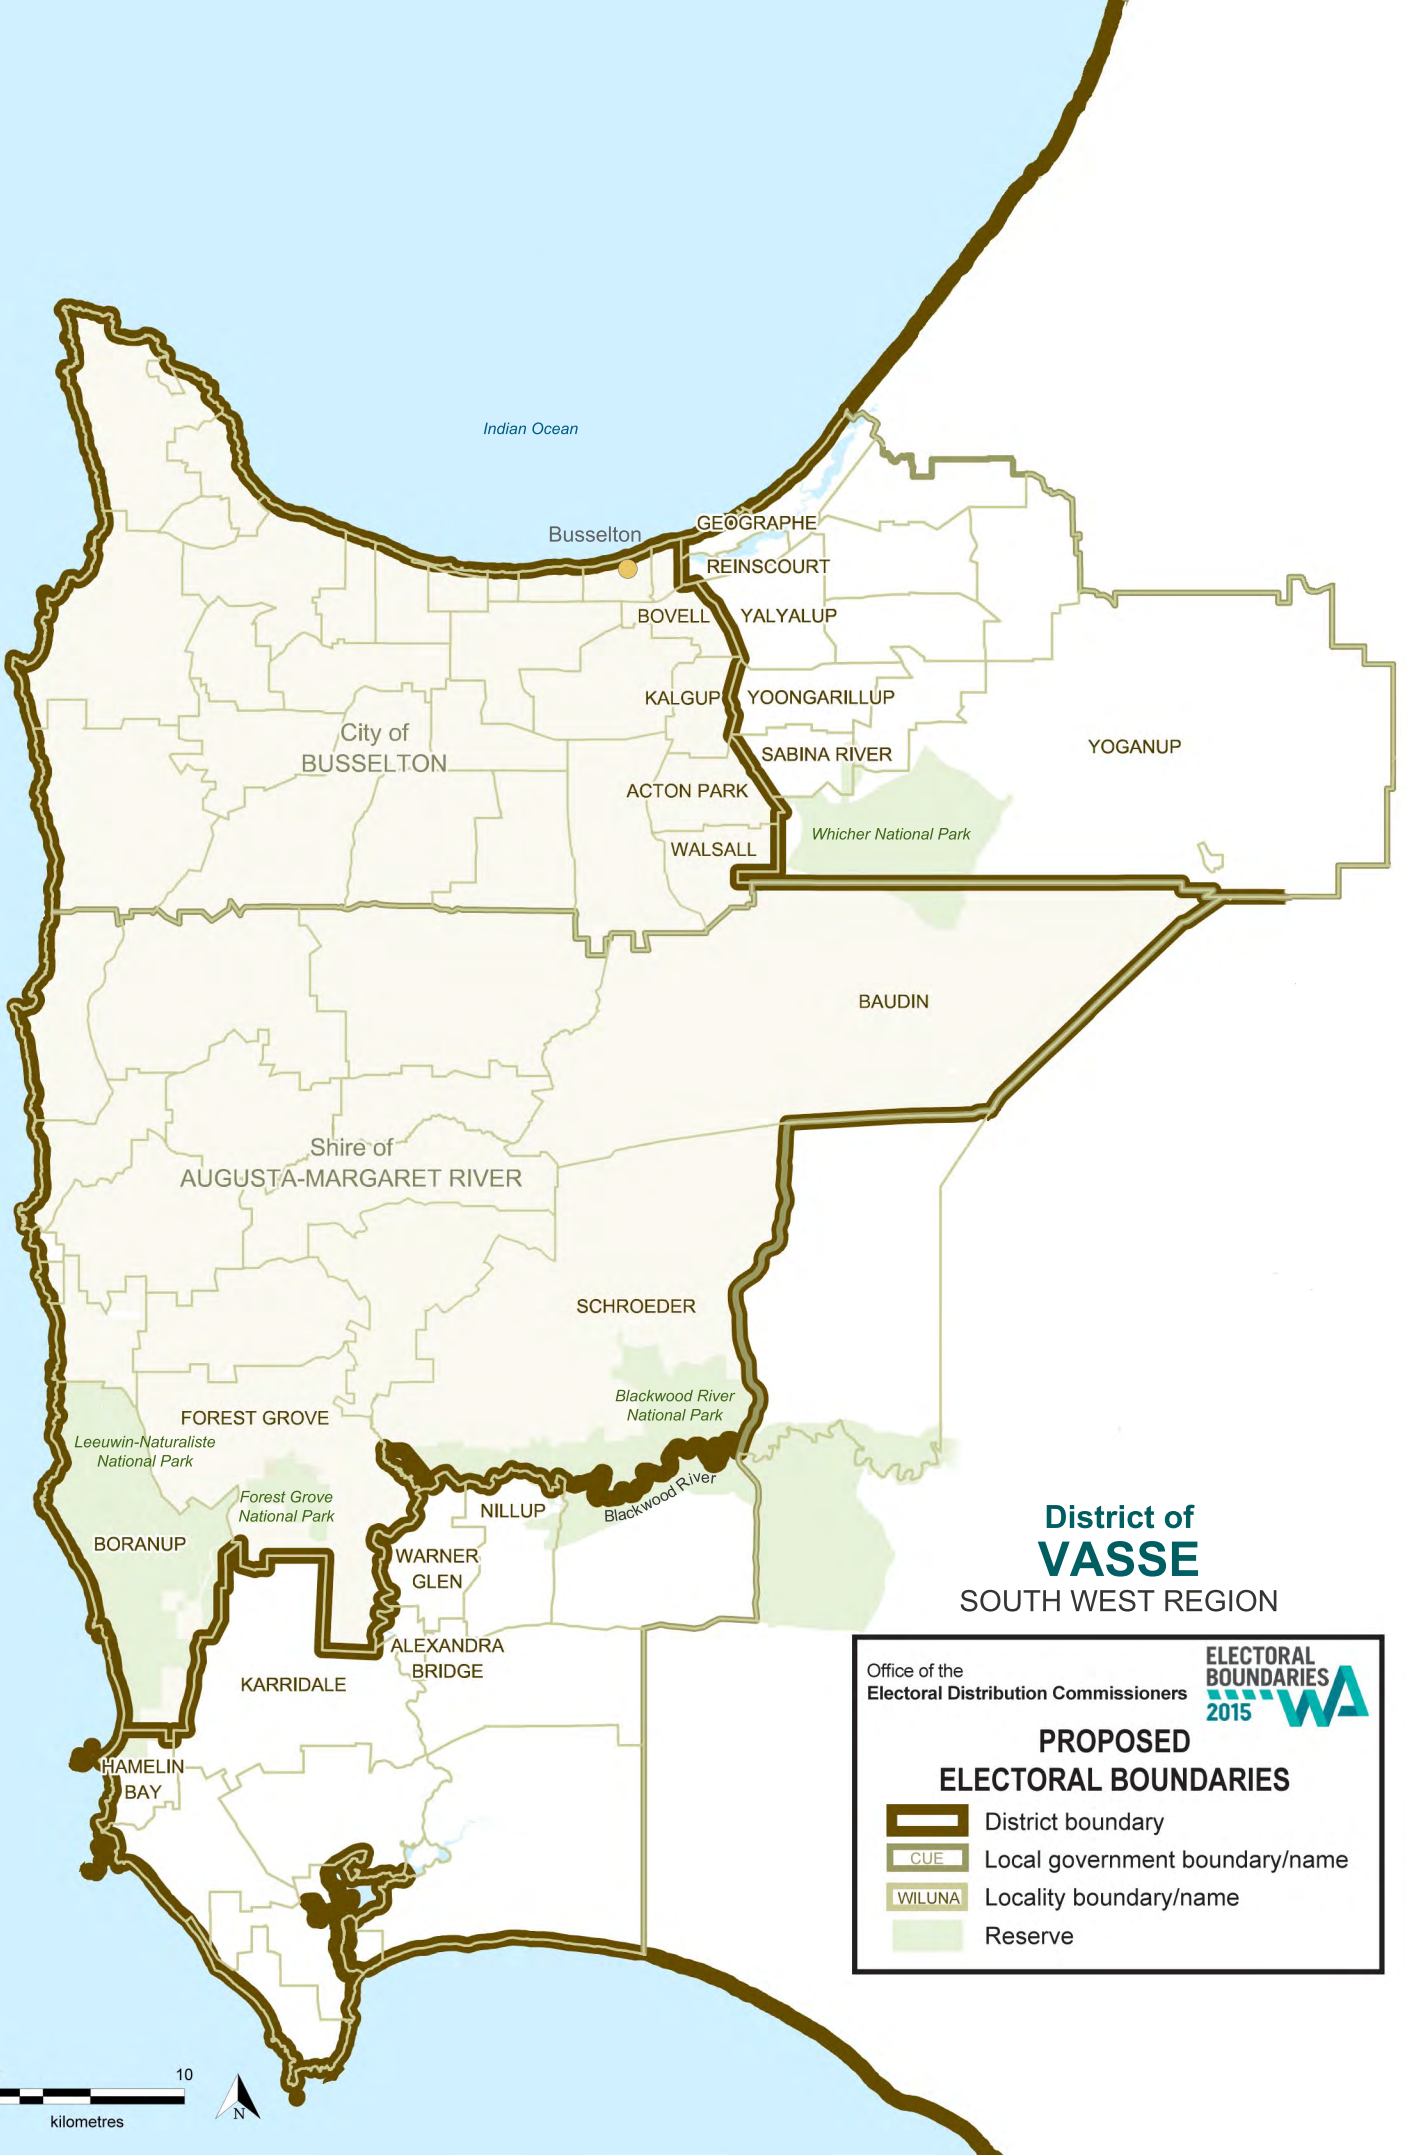 Indian Ocean
Busselton
GEOGRAPHE
REINSCOURT
BOVELL
YALYALUP
KALGUP
YOONGARILLUP
City of
BUSSELTON
SABINA RIVER
YOGANUP
ACTON PARK
Whicher National Park
WALSALL
BAUDIN
Shire of
AUGUSTA-MARGARET RIVER
SCHROEDER
Blackwood River
National Park
FOREST GROVE
Leeuwin-Naturaliste
National Park
Forest Grove
National Park
Blackwood River
NILLUP
BORANUP
WARNER
GLEN
ALEXANDRA
BRIDGE
KARRIDALE
HAMELIN
BAY
District of
VASSE
SOUTH WEST REGION
Office of the
Electoral Distribution Commissioners
ELECTORAL
BOUNDARIES
2015 WA
PROPOSED
ELECTORAL BOUNDARIES
District boundary
CUE Local government boundary/name
WILUNA Locality boundary/name
Reserve
10
kilometres
N